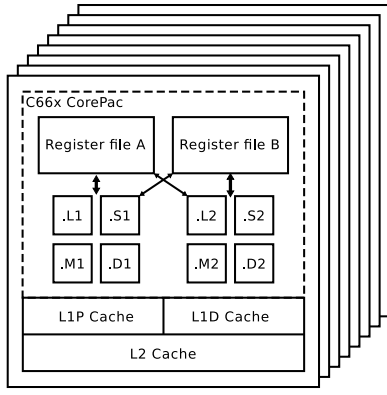 C66x CorePac
Register file A Register file B
.L1 .S1 .L2 .S2
.M1 .D1 .M2 .D2
L1P Cache L1D Cache
L2 Cache